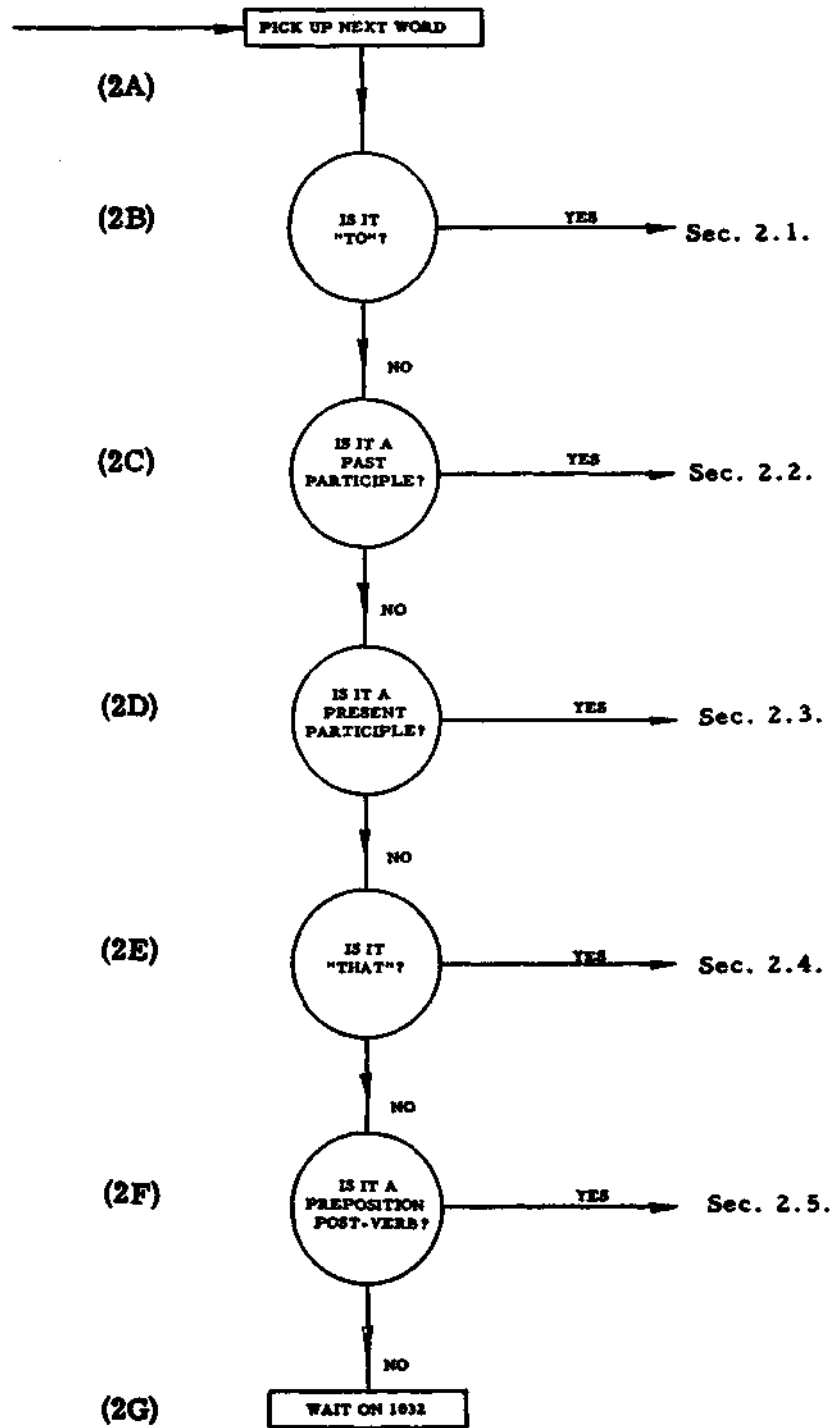 PICK UP NEXT WORD
(2A)
(2B)
IS IT
"TO"?
YES
Sec. 2.1.
NO
(2C)
IS IT A
PAST
PARTICIPLE?
YES
Sec. 2.2.
NO
(2D)
IS IT A
PRESENT
PARTICIPLE?
YES
Sec. 2.3.
NO
(2E)
IS IT
"THAT"?
YES
Sec. 2.4.
NO
(2F)
IS IT A
PREPOSITION
POST-VERB?
YES
Sec. 2.5.
NO
(2G)
WAIT ON 1032